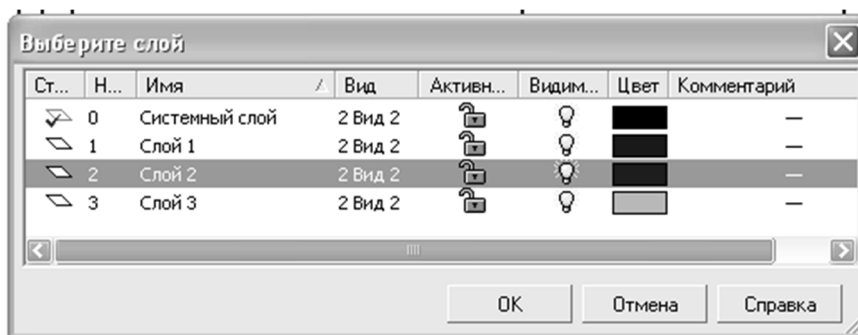 Выберите слой
Ст... Н... Имя Вид Активн... Видим... Цвет Комментарий
0 Системный слой 2 Вид 2 —
1 Слой 1 2 Вид 2 —
2 Слой 2 2 Вид 2 —
3 Слой 3 2 Вид 2 —
OK Отмена Справка